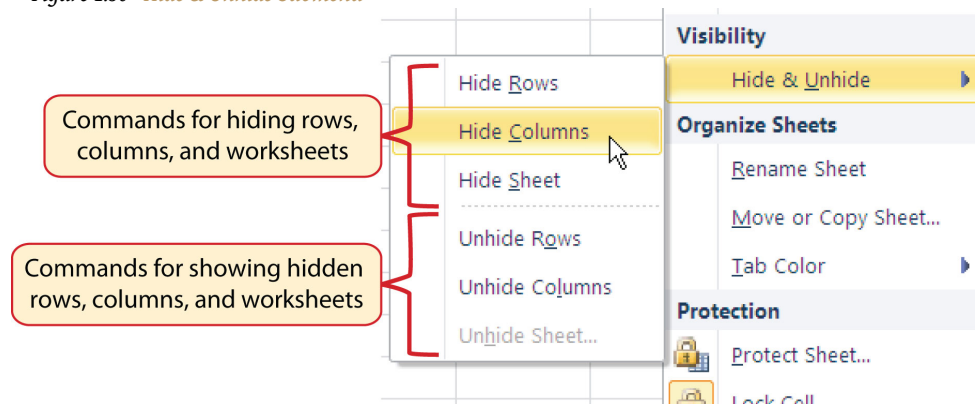 Visibility
Hide Rows
Hide & Unhide
Commands for hiding rows,
columns, and worksheets
Hide Columns
Organize Sheets
Hide Sheet
Rename Sheet
Move or Copy Sheet...
Unhide Rows
Commands for showing hidden
rows, columns, and worksheets
Unhide Columns
Tab Color
Unhide Sheet...
Protection
Protect Sheet...
Lock Cell